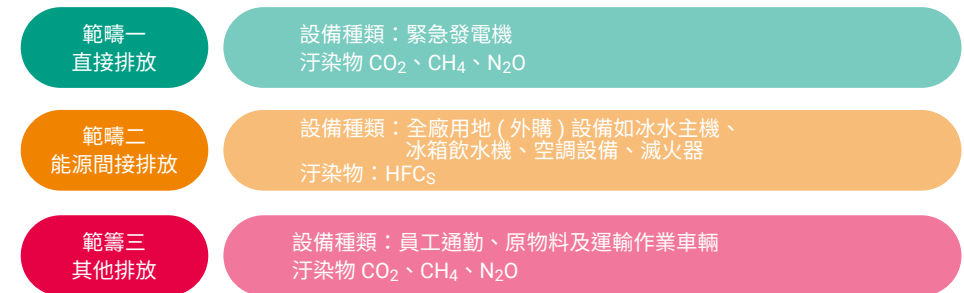 範疇一
直接排放
設備種類：緊急發電機
汙染物 CO₂、CH₄、N₂O
範疇二
能源間接排放
設備種類：全廠用地 ( 外購 ) 設備如冰水主機、
冰箱飲水機、空調設備、滅火器
汙染物：HFCₛ
範籌三
其他排放
設備種類：員工通勤、原物料及運輸作業車輛
汙染物 CO₂、CH₄、N₂O